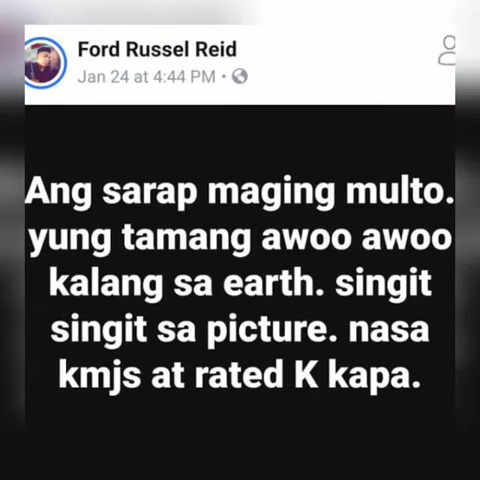 Ford Russel Reid
Jan 24 at 4:44 PM •
Ang sarap maging multo.
yung tamang awoo awoo
kalang sa earth. singit
singit sa picture. nasa
kmjs at rated K kapa.